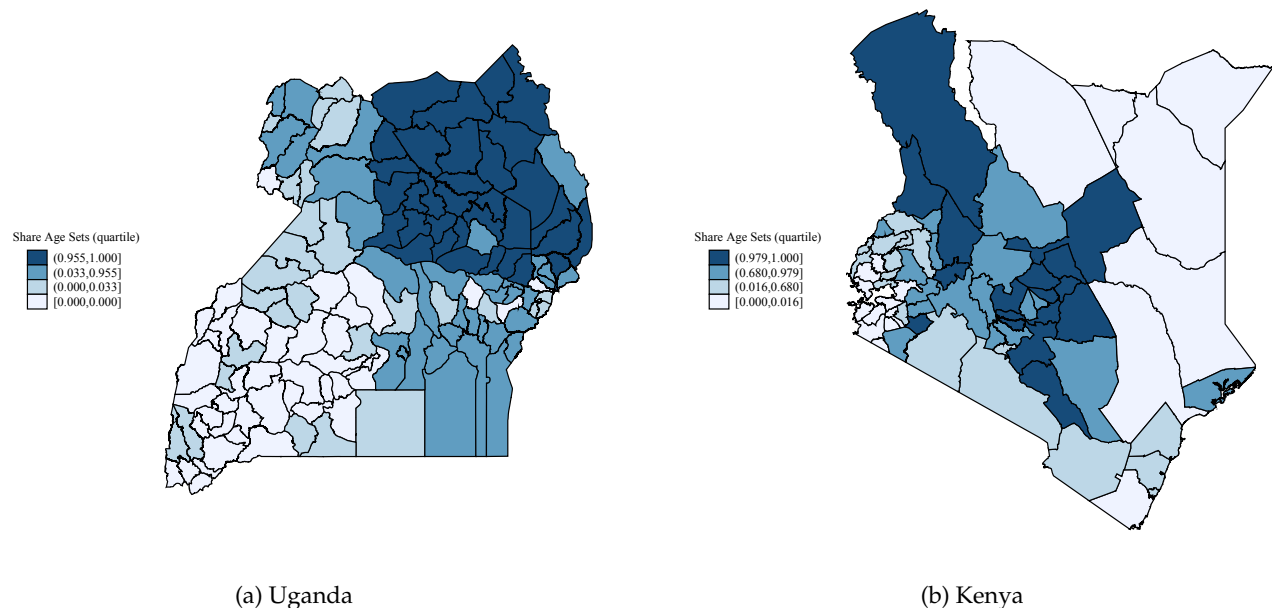 Share Age Sets (quartile)
(0.955,1.000]
(0.033,0.955]
(0.000,0.033]
[0.000,0.000]
(a) Uganda
Share Age Sets (quartile)
(0.979,1.000]
(0.680,0.979]
(0.016,0.680]
[0.000,0.016]
(b) Kenya